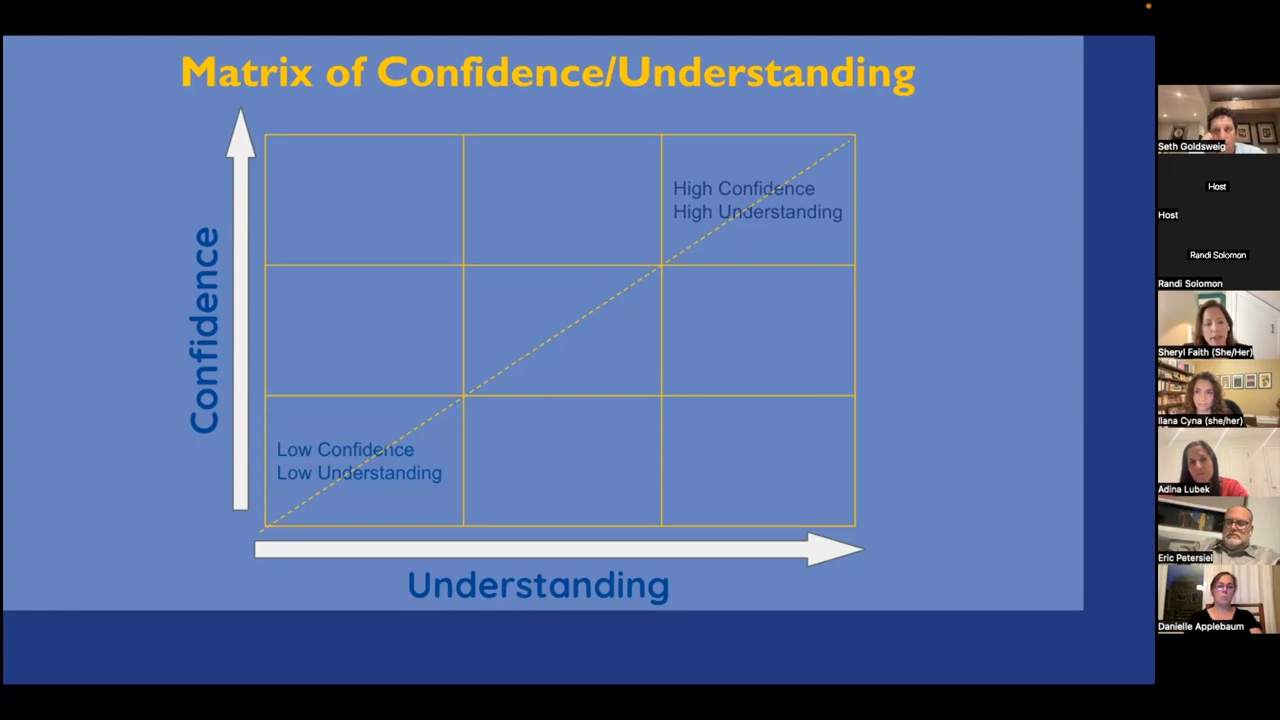 Matrix of Confidence/Understanding
Confidence
High Confidence
High Understanding
Low Confidence
Low Understanding
Understanding
Seth Goldsweig
Host
Host
Randi Solomon
Randi Solomon
Sheryl Faith (She/Her)
Ilana Cyna (she/her)
Adina Lubek
Eric Petersiel
Danielle Applebaum